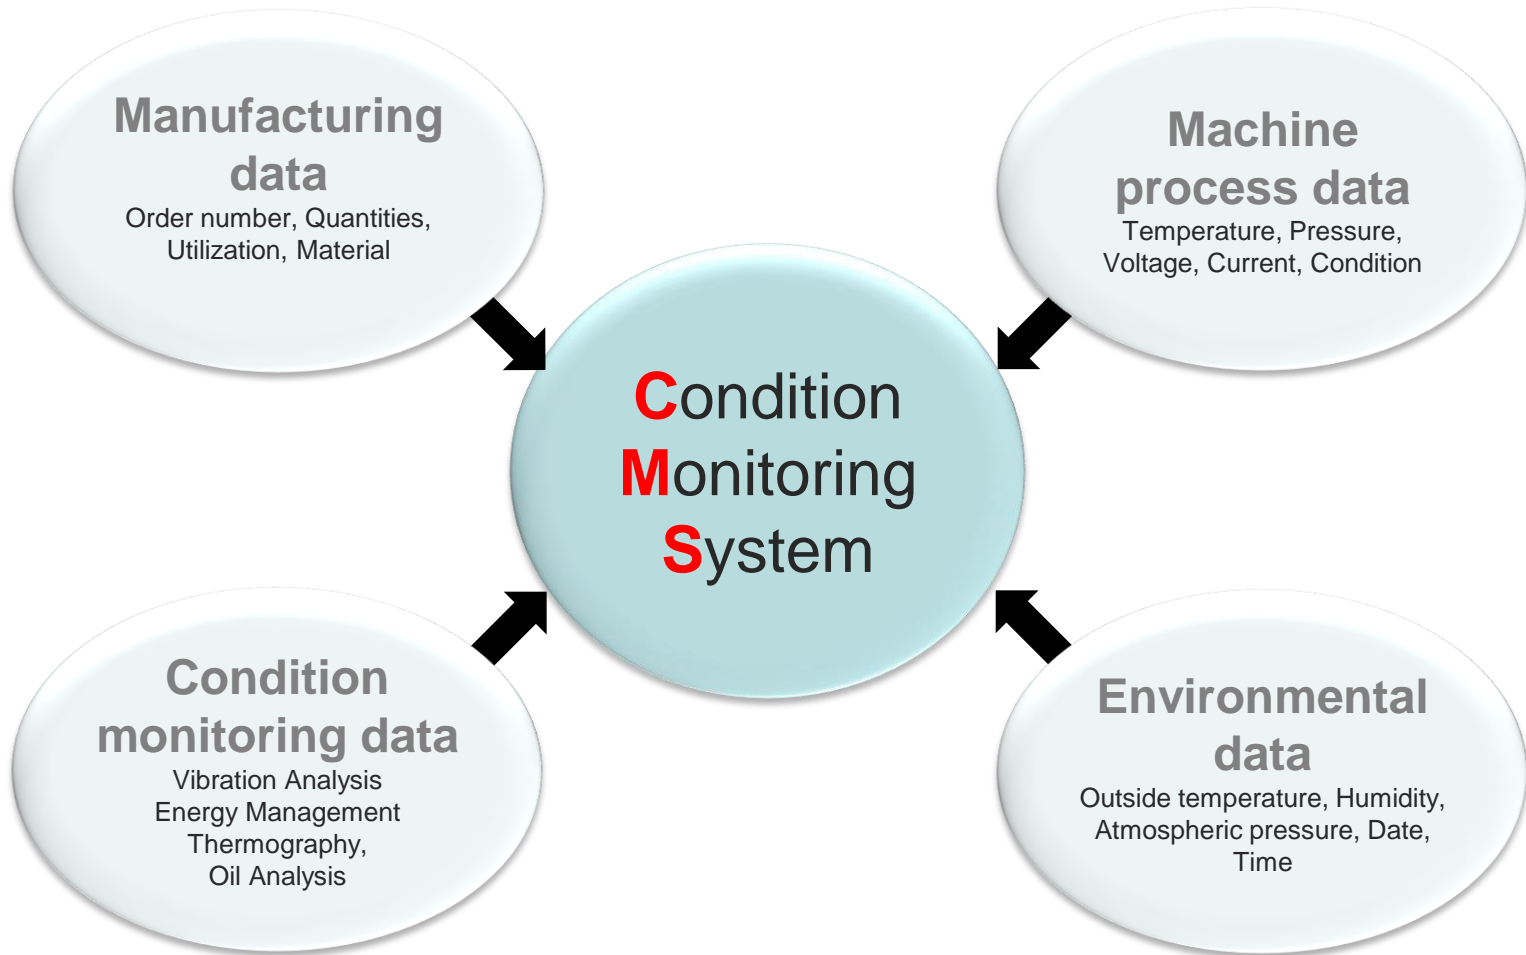 Manufacturing
data
Order number, Quantities,
Utilization, Material
Machine
process data
Temperature, Pressure,
Voltage, Current, Condition
Condition
Monitoring
System
Condition
monitoring data
Vibration Analysis
Energy Management
Thermography,
Oil Analysis
Environmental
data
Outside temperature, Humidity,
Atmospheric pressure, Date,
Time